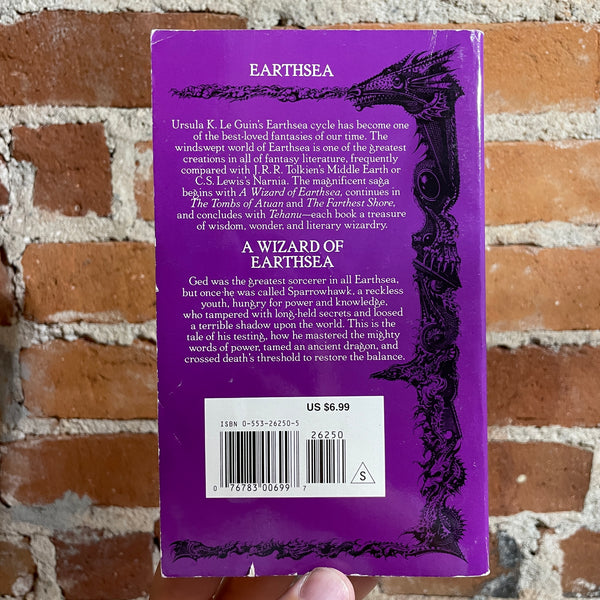 EARTHSEA
Ursula K. Le Guin's Earthsea cycle has become one
of the best-loved fantasies of our time. The
windswept world of Earthsea is one of the greatest
creations in all of fantasy literature, frequently
compared with J.R.R. Tolkien's Middle Earth or
C.S. Lewis's Narnia. The magnificent saga
begins with A Wizard of Earthsea, continues in
The Tombs of Atuan and The Farthest Shore,
and concludes with Tehanu—each book a treasure
of wisdom, wonder, and literary wizardry.
A WIZARD OF
EARTHSEA
Ged was the greatest sorcerer in all Earthsea,
but once he was called Sparrowhawk, a reckless
youth, hungry for power and knowledge,
who tampered with long-held secrets and loosed
a terrible shadow upon the world. This is the
tale of his testing, how he mastered the mighty
words of power, tamed an ancient dragon, and
crossed death's threshold to restore the balance.
US $6.99
ISBN 0-553-26250-5
26250
S
0 76783 00699 7